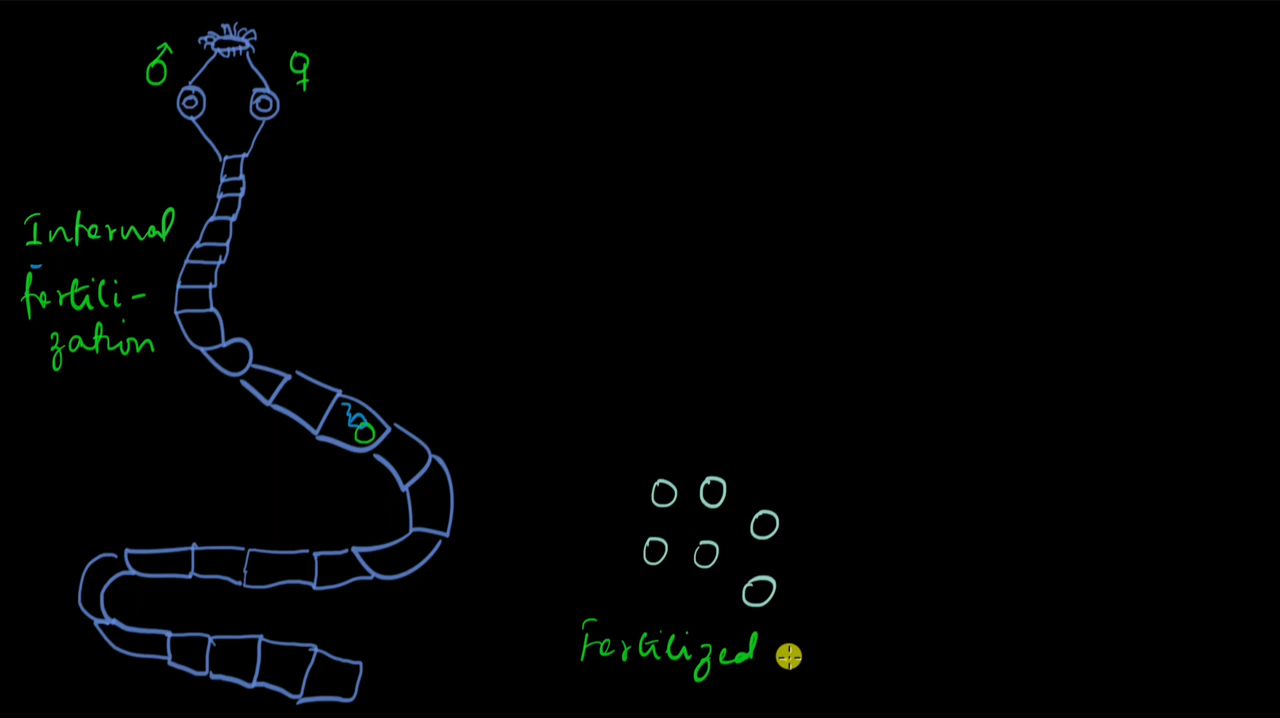 ♂ ♀
Internal
fertili-
zation
Fertilized